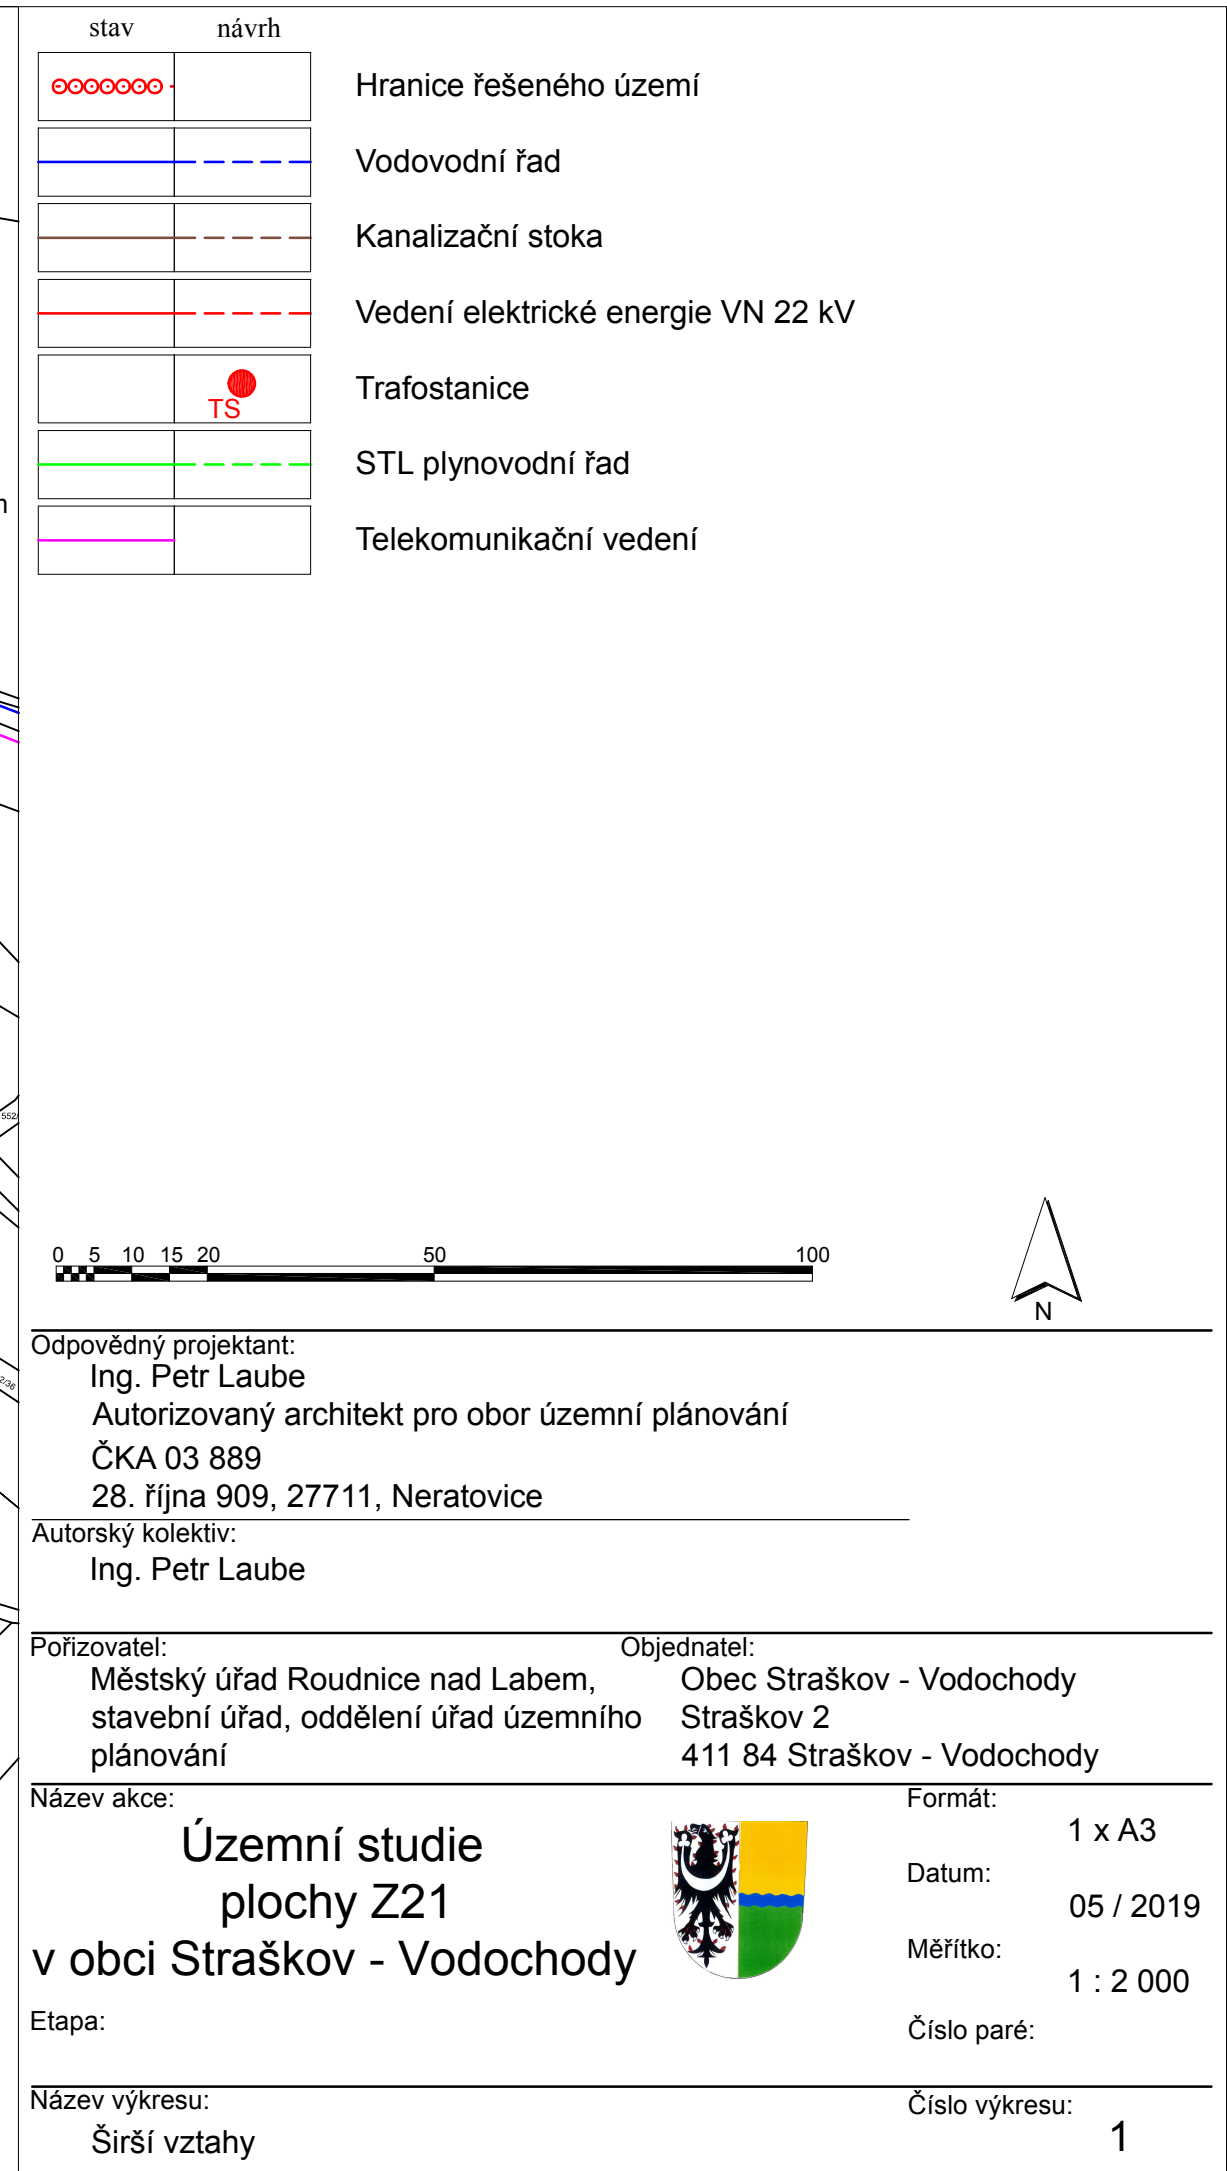 stav návrh
Hranice řešeného území
Vodovodní řad
Kanalizační stoka
Vedení elektrické energie VN 22 kV
TS
Trafostanice
STL plynovodní řad
Telekomunikační vedení
552/
2/36
0 5 10 15 20 50 100
N
Odpovědný projektant:
Ing. Petr Laube
Autorizovaný architekt pro obor územní plánování
ČKA 03 889
28. října 909, 27711, Neratovice
Autorský kolektiv:
Ing. Petr Laube
Pořizovatel:
Městský úřad Roudnice nad Labem,
stavební úřad, oddělení úřad územního
plánování
Objednatel:
Obec Straškov - Vodochody
Straškov 2
411 84 Straškov - Vodochody
Název akce:
Územní studie
plochy Z21
v obci Straškov - Vodochody
Formát:
1 x A3
Datum:
05 / 2019
Měřítko:
1 : 2 000
Etapa:
Číslo paré:
Název výkresu:
Širší vztahy
Číslo výkresu:
1